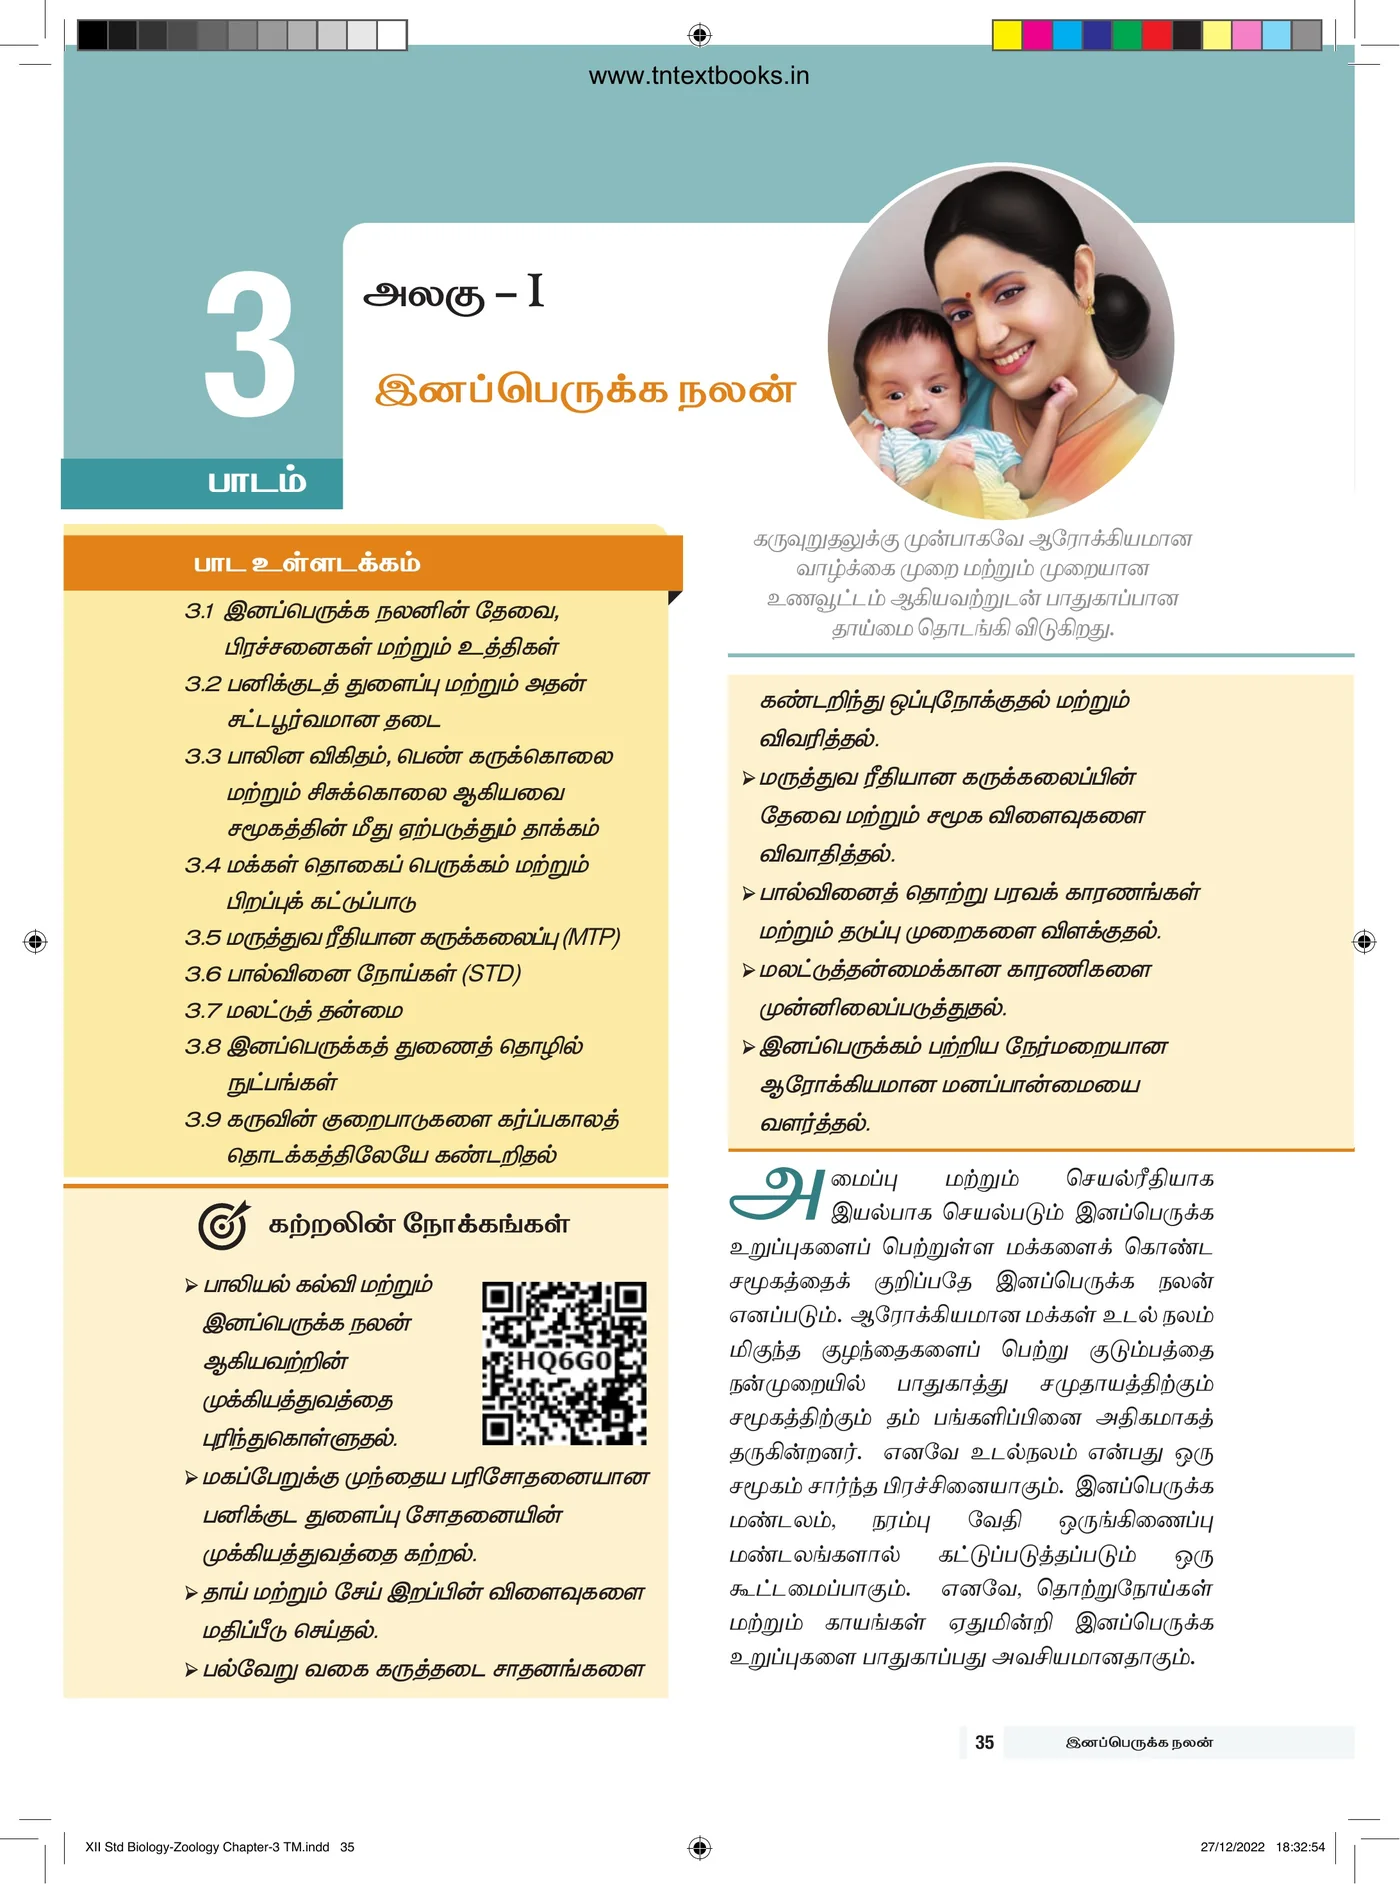 www.tntextbooks.in
3
பாடம்
அலகு – I
இனப்பெருக்க நலன்
கருவுறுதலுக்கு முன்பாகவே ஆரோக்கியமான
வாழ்க்கை முறை மற்றும் முறையான
உணவூட்டம் ஆகியவற்றுடன் பாதுகாப்பான
தாய்மை தொடங்கி விடுகிறது.
பாட உள்ளடக்கம்
3.1 இனப்பெருக்க நலனின் தேவை,
பிரச்சனைகள் மற்றும் உத்திகள்
3.2 பனிக்குடத் துளைப்பு மற்றும் அதன்
சட்டபூர்வமான தடை
3.3 பாலின விகிதம், பெண் கருக்கொலை
மற்றும் சிசுக்கொலை ஆகியவை
சமூகத்தின் மீது ஏற்படுத்தும் தாக்கம்
3.4 மக்கள் தொகைப் பெருக்கம் மற்றும்
பிறப்புக் கட்டுப்பாடு
3.5 மருத்துவ ரீதியான கருக்கலைப்பு (MTP)
3.6 பால்வினை நோய்கள் (STD)
3.7 மலட்டுத் தன்மை
3.8 இனப்பெருக்கத் துணைத் தொழில்
நுட்பங்கள்
3.9 கருவின் குறைபாடுகளை கர்ப்பகாலத்
தொடக்கத்திலேயே கண்டறிதல்
கற்றலின் நோக்கங்கள்
➢ பாலியல் கல்வி மற்றும்
இனப்பெருக்க நலன்
ஆகியவற்றின்
முக்கியத்துவத்தை
புரிந்துகொள்ளுதல்.
HQ6G0
➢ மகப்பேறுக்கு முந்தைய பரிசோதனையான
பனிக்குட துளைப்பு சோதனையின்
முக்கியத்துவத்தை கற்றல்.
➢ தாய் மற்றும் சேய் இறப்பின் விளைவுகளை
மதிப்பீடு செய்தல்.
➢ பல்வேறு வகை கருத்தடை சாதனங்களை
கண்டறிந்து ஒப்புநோக்குதல் மற்றும்
விவரித்தல்.
➢ மருத்துவ ரீதியான கருக்கலைப்பின்
தேவை மற்றும் சமூக விளைவுகளை
விவாதித்தல்.
➢ பால்வினைத் தொற்று பரவக் காரணங்கள்
மற்றும் தடுப்பு முறைகளை விளக்குதல்.
➢ மலட்டுத்தன்மைக்கான காரணிகளை
முன்னிலைப்படுத்துதல்.
➢ இனப்பெருக்கம் பற்றிய நேர்மறையான
ஆரோக்கியமான மனப்பான்மையை
வளர்த்தல்.
அமைப்பு மற்றும் செயல்ரீதியாக
இயல்பாக செயல்படும் இனப்பெருக்க
உறுப்புகளைப் பெற்றுள்ள மக்களைக் கொண்ட
சமூகத்தைக் குறிப்பதே இனப்பெருக்க நலன்
எனப்படும். ஆரோக்கியமான மக்கள் உடல் நலம்
மிகுந்த குழந்தைகளைப் பெற்று குடும்பத்தை
நன்முறையில் பாதுகாத்து சமுதாயத்திற்கும்
சமூகத்திற்கும் தம் பங்களிப்பினை அதிகமாகத்
தருகின்றனர். எனவே உடல்நலம் என்பது ஒரு
சமூகம் சார்ந்த பிரச்சினையாகும். இனப்பெருக்க
மண்டலம், நரம்பு வேதி ஒருங்கிணைப்பு
மண்டலங்களால் கட்டுப்படுத்தப்படும் ஒரு
கூட்டமைப்பாகும். எனவே, தொற்றுநோய்கள்
மற்றும் காயங்கள் ஏதுமின்றி இனப்பெருக்க
உறுப்புகளை பாதுகாப்பது அவசியமானதாகும்.
35 இனப்பெருக்க நலன்
XII Std Biology-Zoology Chapter-3 TM.indd 35
27/12/2022 18:32:54